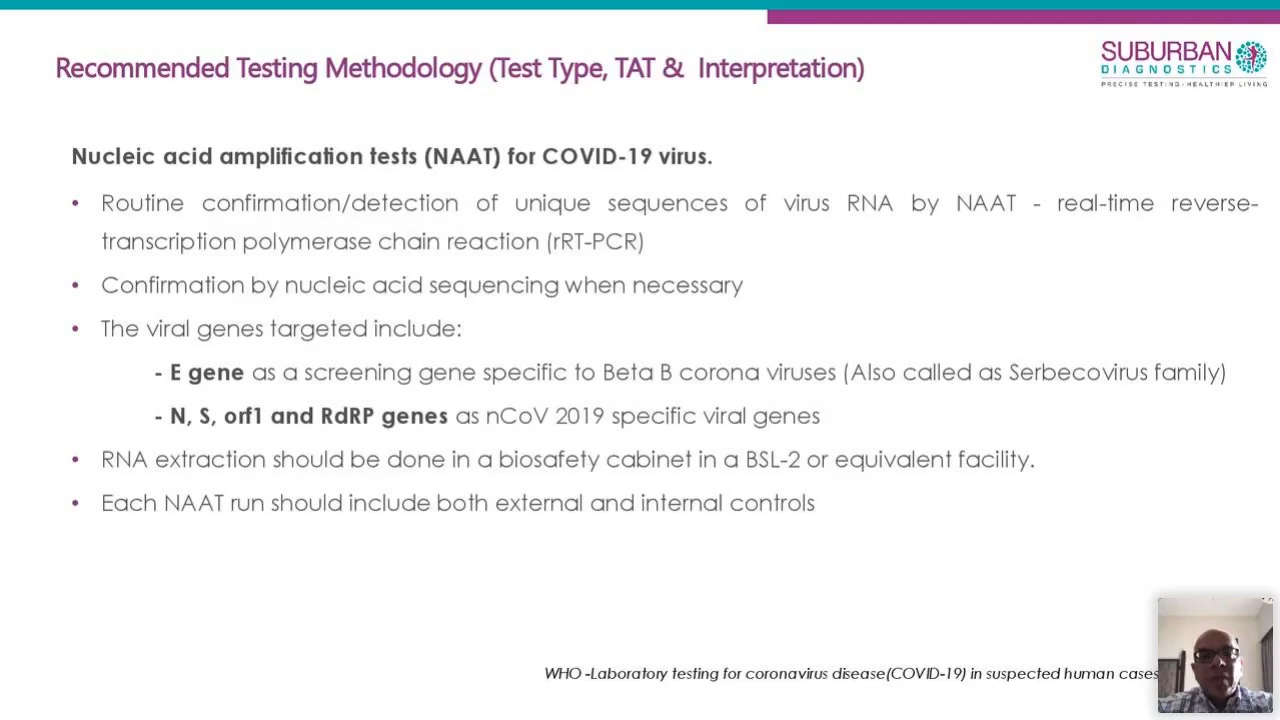 Recommended Testing Methodology (Test Type, TAT & Interpretation)
SUBURBAN
DIAGNOSTICS
PRECISE TESTING-HEALTHIER LIVING
Nucleic acid amplification tests (NAAT) for COVID-19 virus.
• Routine confirmation/detection of unique sequences of virus RNA by NAAT - real-time reverse-
transcription polymerase chain reaction (rRT-PCR)
• Confirmation by nucleic acid sequencing when necessary
• The viral genes targeted include:
- E gene as a screening gene specific to Beta B corona viruses (Also called as Serbecovirus family)
- N, S, orf1 and RdRP genes as nCoV 2019 specific viral genes
• RNA extraction should be done in a biosafety cabinet in a BSL-2 or equivalent facility.
• Each NAAT run should include both external and internal controls
WHO -Laboratory testing for coronavirus disease(COVID-19) in suspected human cases